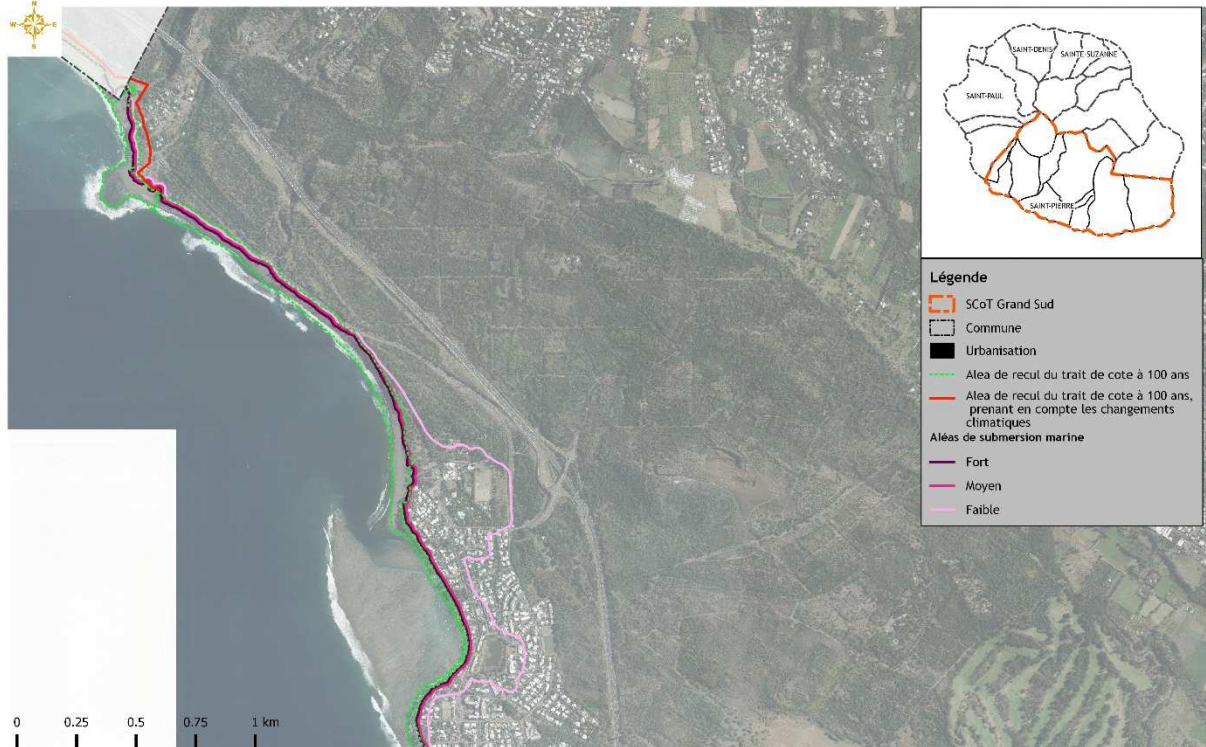 N
W E
S
SAINT-DENIS
SAINTE-SUZANNE
SAINT-PAUL
SAINT-PIERRE
Légende
SCoT Grand Sud
Commune
Urbanisation
Alea de recul du trait de cote à 100 ans
Alea de recul du trait de cote à 100 ans,
prenant en compte les changements
climatiques
Aléas de submersion marine
Fort
Moyen
Faible
0 0.25 0.5 0.75 1 km